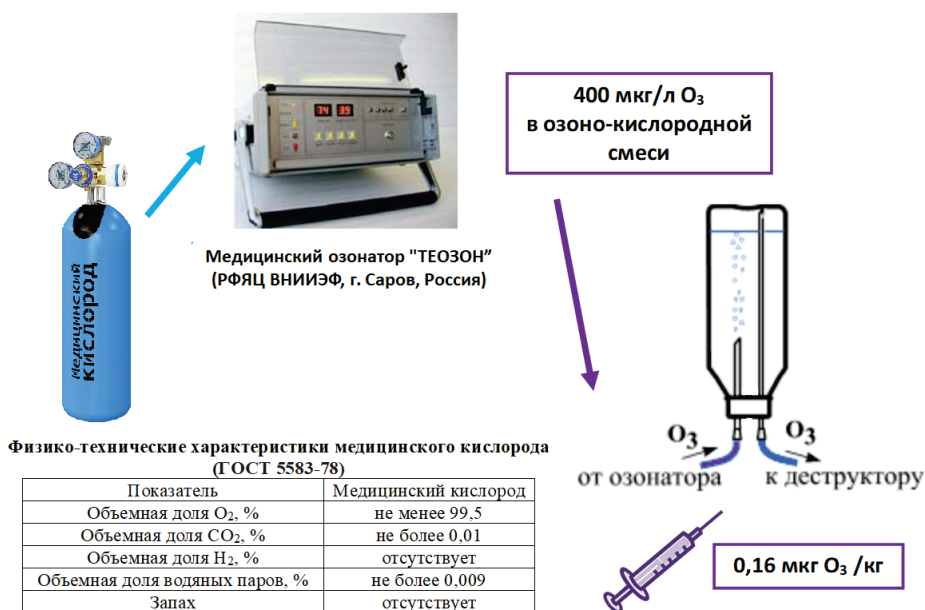 400 мкг/л O₃
в озоно-кислородной
смеси
74 39
Медицинский
КИСЛОРОД
Медицинский озонатор "ТЕОЗОН”
(РФЯЦ ВНИИЭФ, г. Саров, Россия)
O₃ O₃
от озонатора к деструктору
Физико-технические характеристики медицинского кислорода
(ГОСТ 5583-78)
Показатель Медицинский кислород
Объемная доля O₂, % не менее 99,5
Объемная доля CO₂, % не более 0,01
Объемная доля H₂, % отсутствует
Объемная доля водяных паров, % не более 0,009
Запах отсутствует
0,16 мкг O₃ /кг